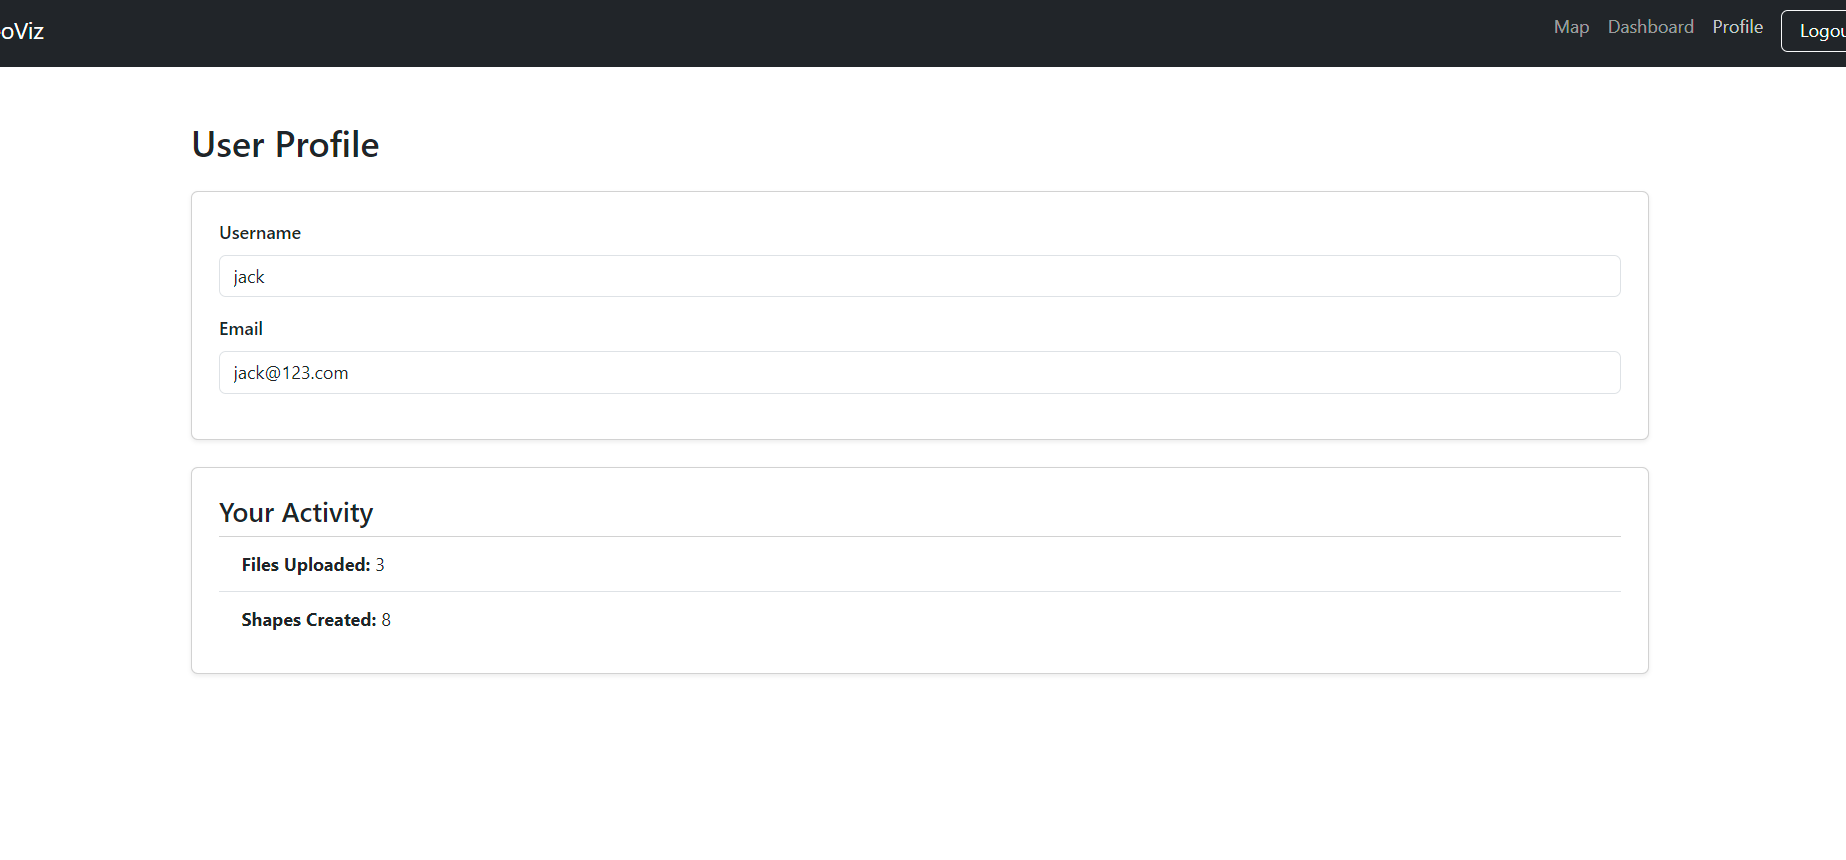 oViz
Map Dashboard Profile Logou
User Profile
Username
jack
Email
jack@123.com
Your Activity
Files Uploaded: 3
Shapes Created: 8